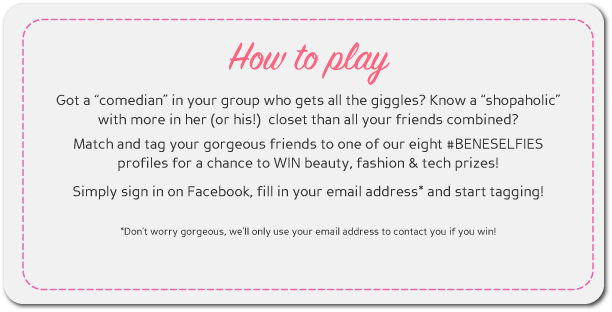 How to play
Got a “comedian” in your group who gets all the giggles? Know a “shopaholic”
with more in her (or his!) closet than all your friends combined?
Match and tag your gorgeous friends to one of our eight #BENESELFIES
profiles for a chance to WIN beauty, fashion & tech prizes!
Simply sign in on Facebook, fill in your email address* and start tagging!
*Don't worry gorgeous, we'll only use your email address to contact you if you win!